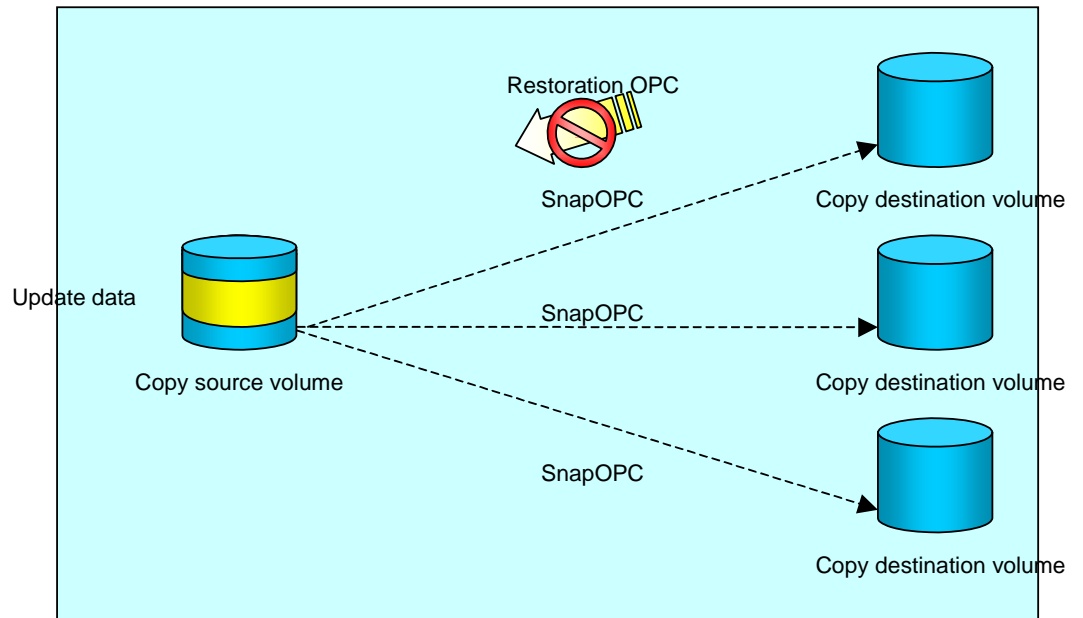 Restoration OPC
SnapOPC
Copy destination volume
Update data
SnapOPC
Copy source volume
Copy destination volume
SnapOPC
Copy destination volume